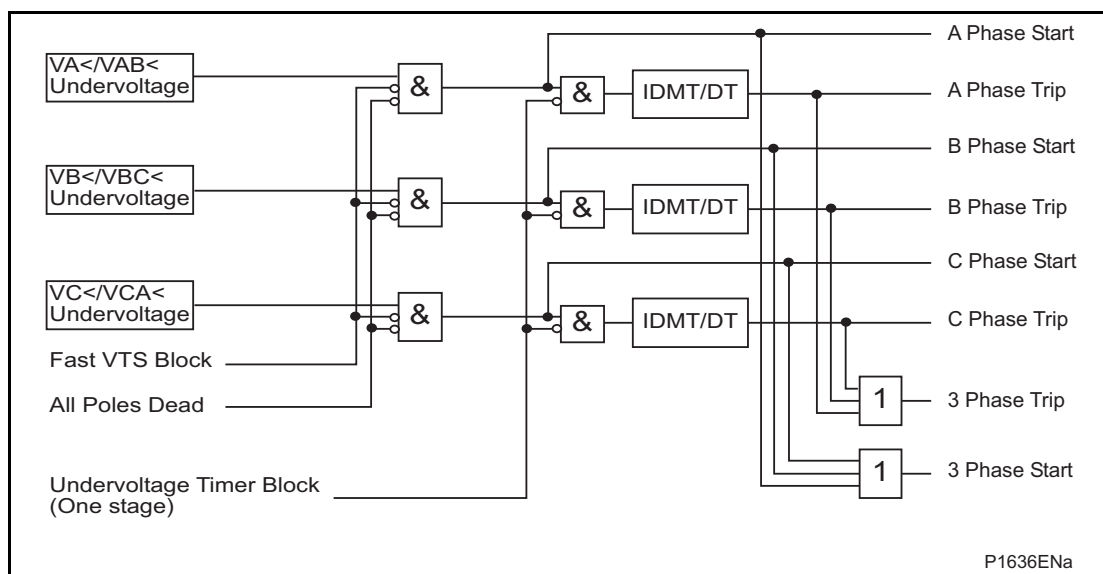 VA</VAB<
Undervoltage
&
&
IDMT/DT
A Phase Start
A Phase Trip
VB</VBC<
Undervoltage
&
&
IDMT/DT
B Phase Start
B Phase Trip
VC</VCA<
Undervoltage
&
&
IDMT/DT
C Phase Start
C Phase Trip
Fast VTS Block
All Poles Dead
1
3 Phase Trip
Undervoltage Timer Block
(One stage)
1
3 Phase Start
P1636ENa